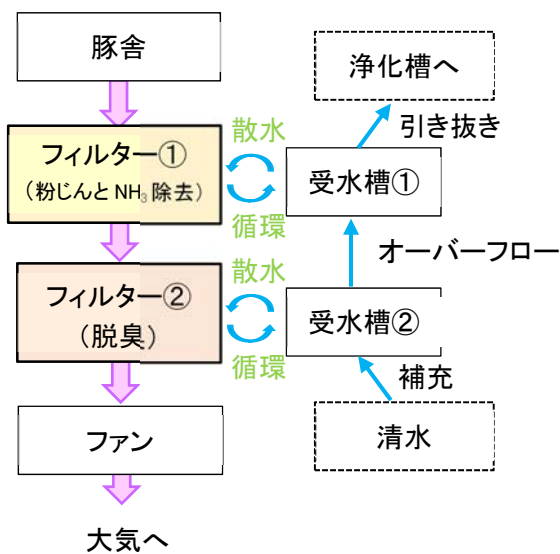 豚舎
浄化槽へ
引き抜き
フィルター①
（粉じんとNH₃除去）
散水
循環
受水槽①
オーバーフロー
フィルター②
（脱臭）
散水
循環
受水槽②
補充
ファン
清水
大気へ